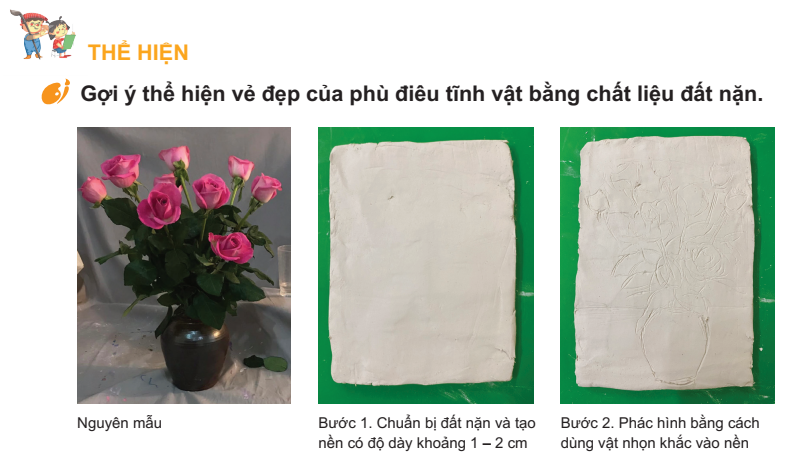 THỂ HIỆN
Gợi ý thể hiện vẻ đẹp của phù điêu tĩnh vật bằng chất liệu đất nặn.
Nguyên mẫu
Bước 1. Chuẩn bị đất nặn và tạo
nền có độ dày khoảng 1 – 2 cm
Bước 2. Phác hình bằng cách
dùng vật nhọn khắc vào nền